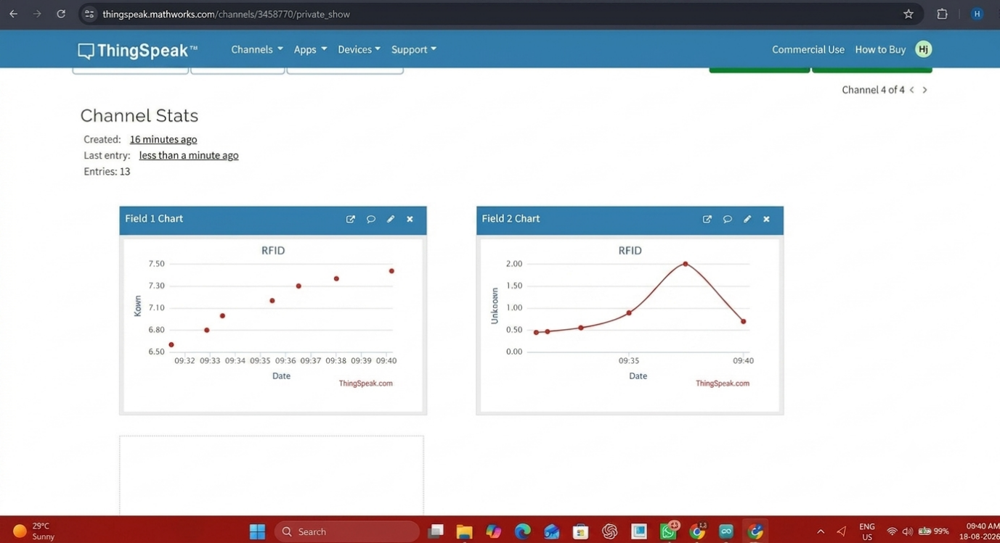 thingspeak.mathworks.com/channels/3458770/private_show
H
ThingSpeak™
Channels
Apps
Devices
Support
Commercial Use
How to Buy
Hj
Channel 4 of 4 < >
Channel Stats
Created: 16 minutes ago
Last entry: less than a minute ago
Entries: 13
Field 1 Chart
RFID
Kown
7.50
7.30
7.10
6.80
6.50
09:32 09:33 09:34 09:35 09:36 09:37 09:38 09:39 09:40
Date
ThingSpeak.com
Field 2 Chart
RFID
2.00
1.50
1.00
0.50
0.00
09:35 09:40
Date
ThingSpeak.com
29°C
Sunny
Search
ENG
US
99%
08:40 AM
18-08-2026